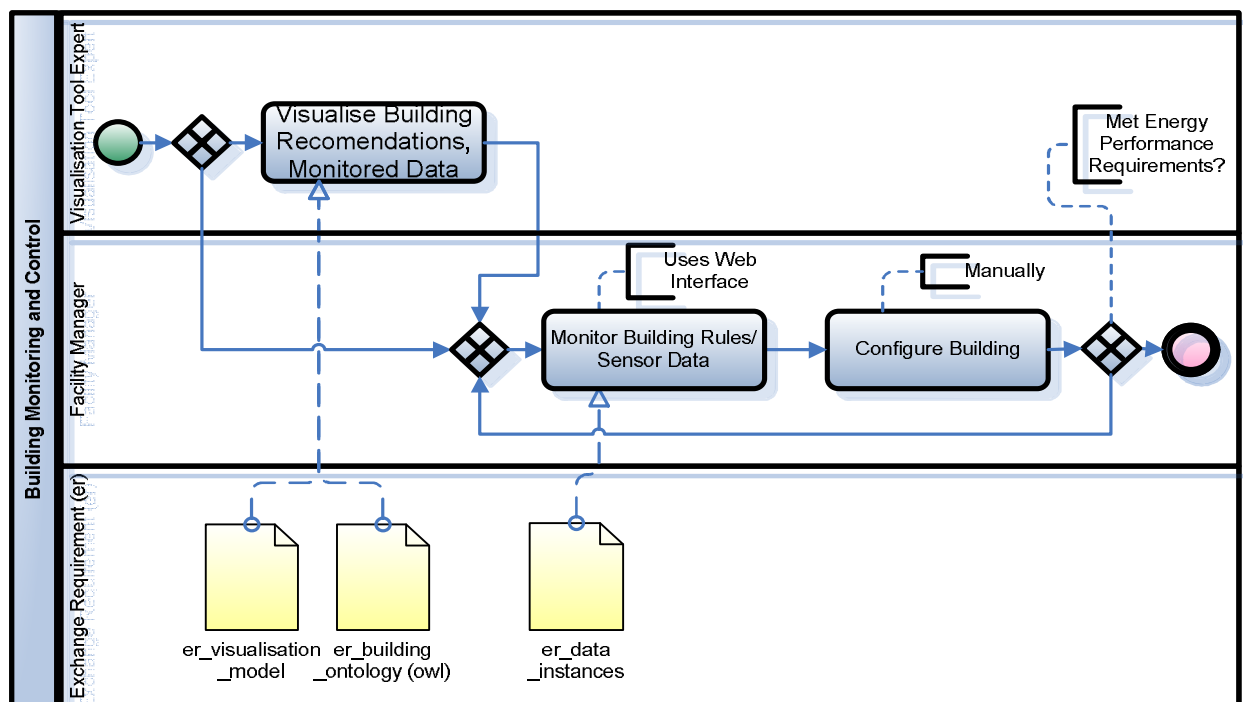 Building Monitoring and Control
Visualisation Tool Expert
Visualise Building
Recomendations,
Monitored Data
Met Energy
Performance
Requirements?
Facility Manager
Uses Web
Interface
Manually
Monitor Building Rules/
Sensor Data
Configure Building
Exchange Requirement (er)
er_visualisation
_model
er_building
_ontology (owl)
er_data
_instances